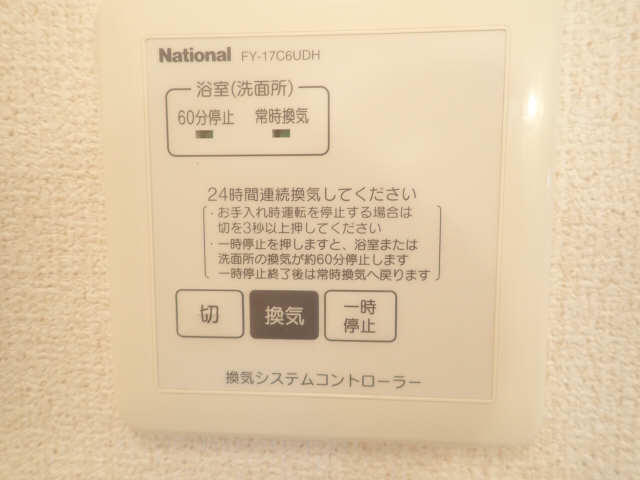 National FY-17C6UDH
浴室(洗面所)
60分停止 常時換気
24時間連続換気してください
・お手入れ時運転を停止する場合は
切を3秒以上押してください
・一時停止を押しますと、浴室または
洗面所の換気が約60分停止します
一時停止終了後は常時換気へ戻ります
切 換気 一時
停止
換気システムコントローラー